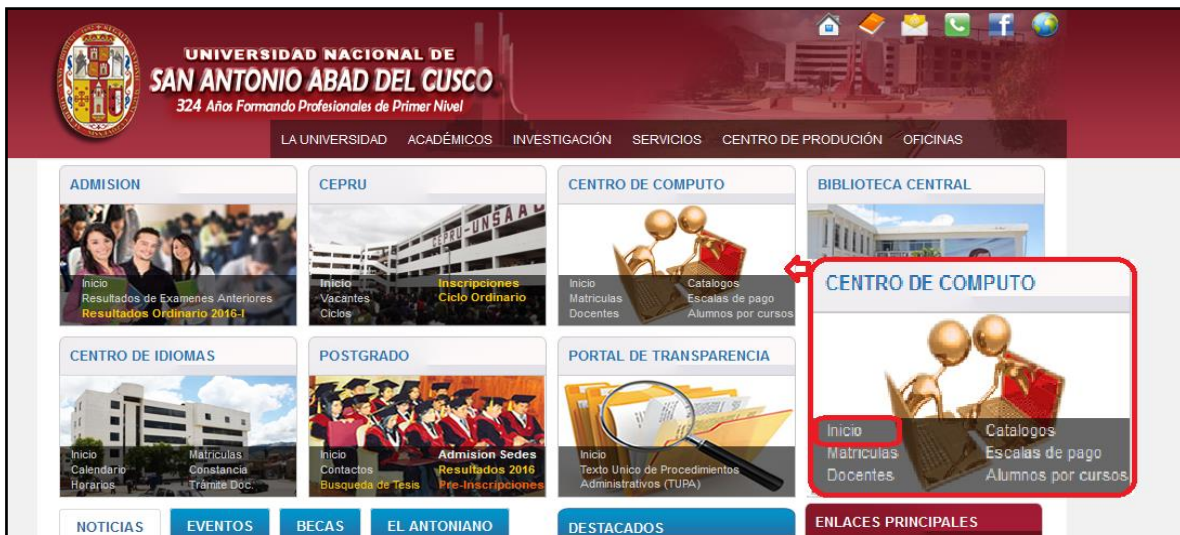 UNIVERSIDAD NACIONAL DE
SAN ANTONIO ABAD DEL CUSCO
324 Años Formando Profesionales de Primer Nivel
LA UNIVERSIDAD ACADÉMICOS INVESTIGACIÓN SERVICIOS CENTRO DE PRODUCIÓN OFICINAS
ADMISION
Inicio
Resultados de Examenes Anteriores
Resultados Ordinario 2016-I
CEPRU
CEPRU-UNSAAC
Inicio Inscripciones
Vacantes Ciclo Ordinario
Ciclos
CENTRO DE COMPUTO
Inicio Catalogos
Matriculas Escalas de pago
Docentes Alumnos por cursos
BIBLIOTECA CENTRAL
CENTRO DE COMPUTO
Inicio Catalogos
Matriculas Escalas de pago
Docentes Alumnos por cursos
CENTRO DE IDIOMAS
Inicio Matriculas
Calendario Constancia
Horarios Trámite Doc.
POSTGRADO
Inicio Admision Sedes
Contactos Resultados 2016
Busqueda de Tesis Pre-Inscripciones
PORTAL DE TRANSPARENCIA
Inicio
Texto Unico de Procedimientos
Administrativos (TUPA)
NOTICIAS EVENTOS BECAS EL ANTONIANO
DESTACADOS
ENLACES PRINCIPALES